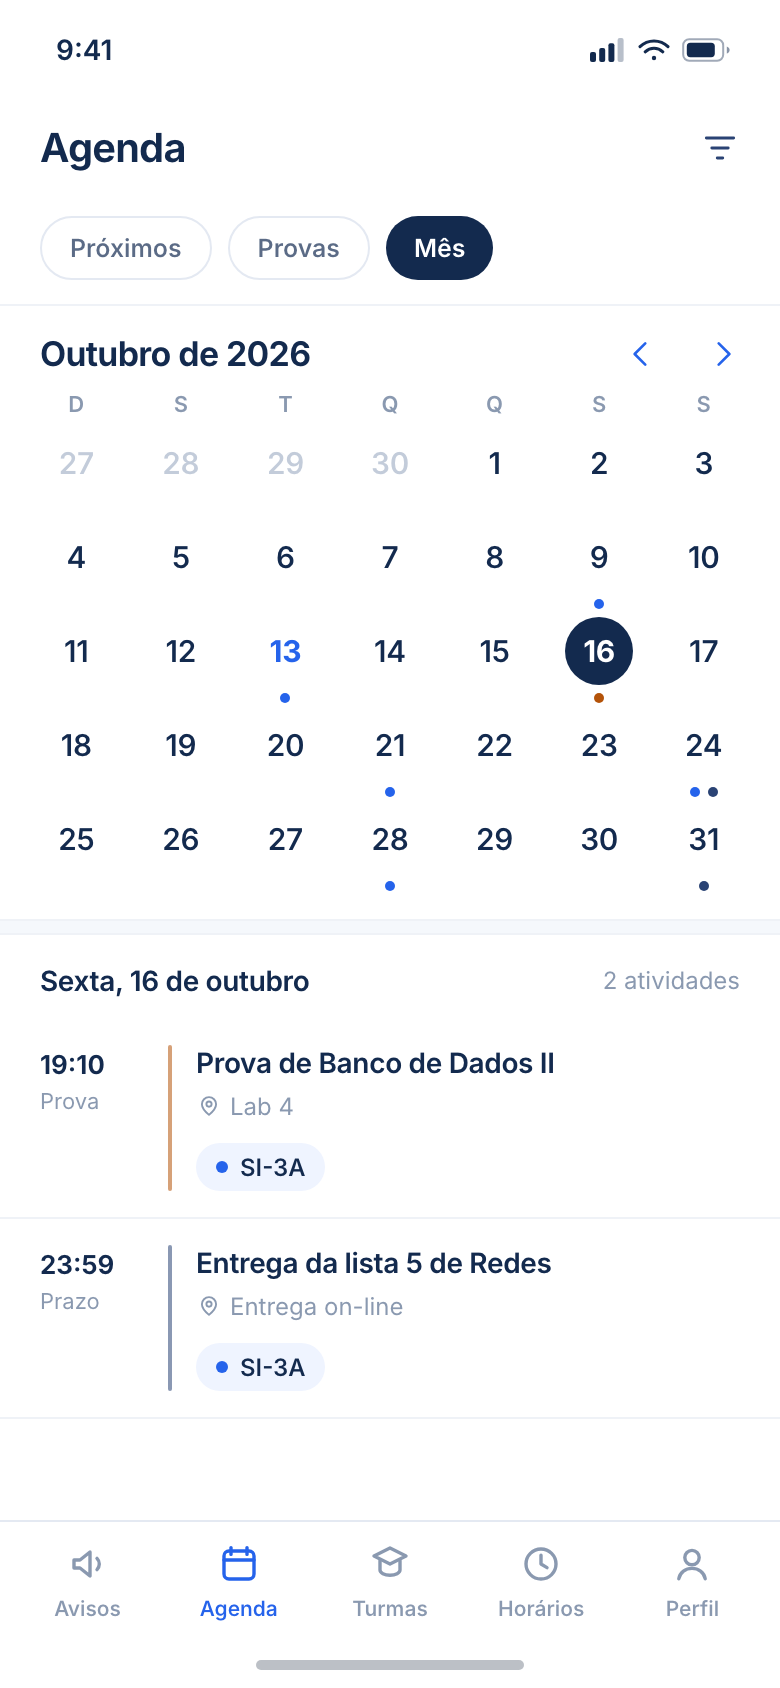 9:41
Agenda
Próximos Provas Mês
Outubro de 2026
D S T Q Q S S
27 28 29 30 1 2 3
4 5 6 7 8 9 10
11 12 13 14 15 16 17
18 19 20 21 22 23 24
25 26 27 28 29 30 31
Sexta, 16 de outubro 2 atividades
19:10 Prova de Banco de Dados II
Prova Lab 4
SI-3A
23:59 Entrega da lista 5 de Redes
Prazo Entrega on-line
SI-3A
Avisos Agenda Turmas Horários Perfil